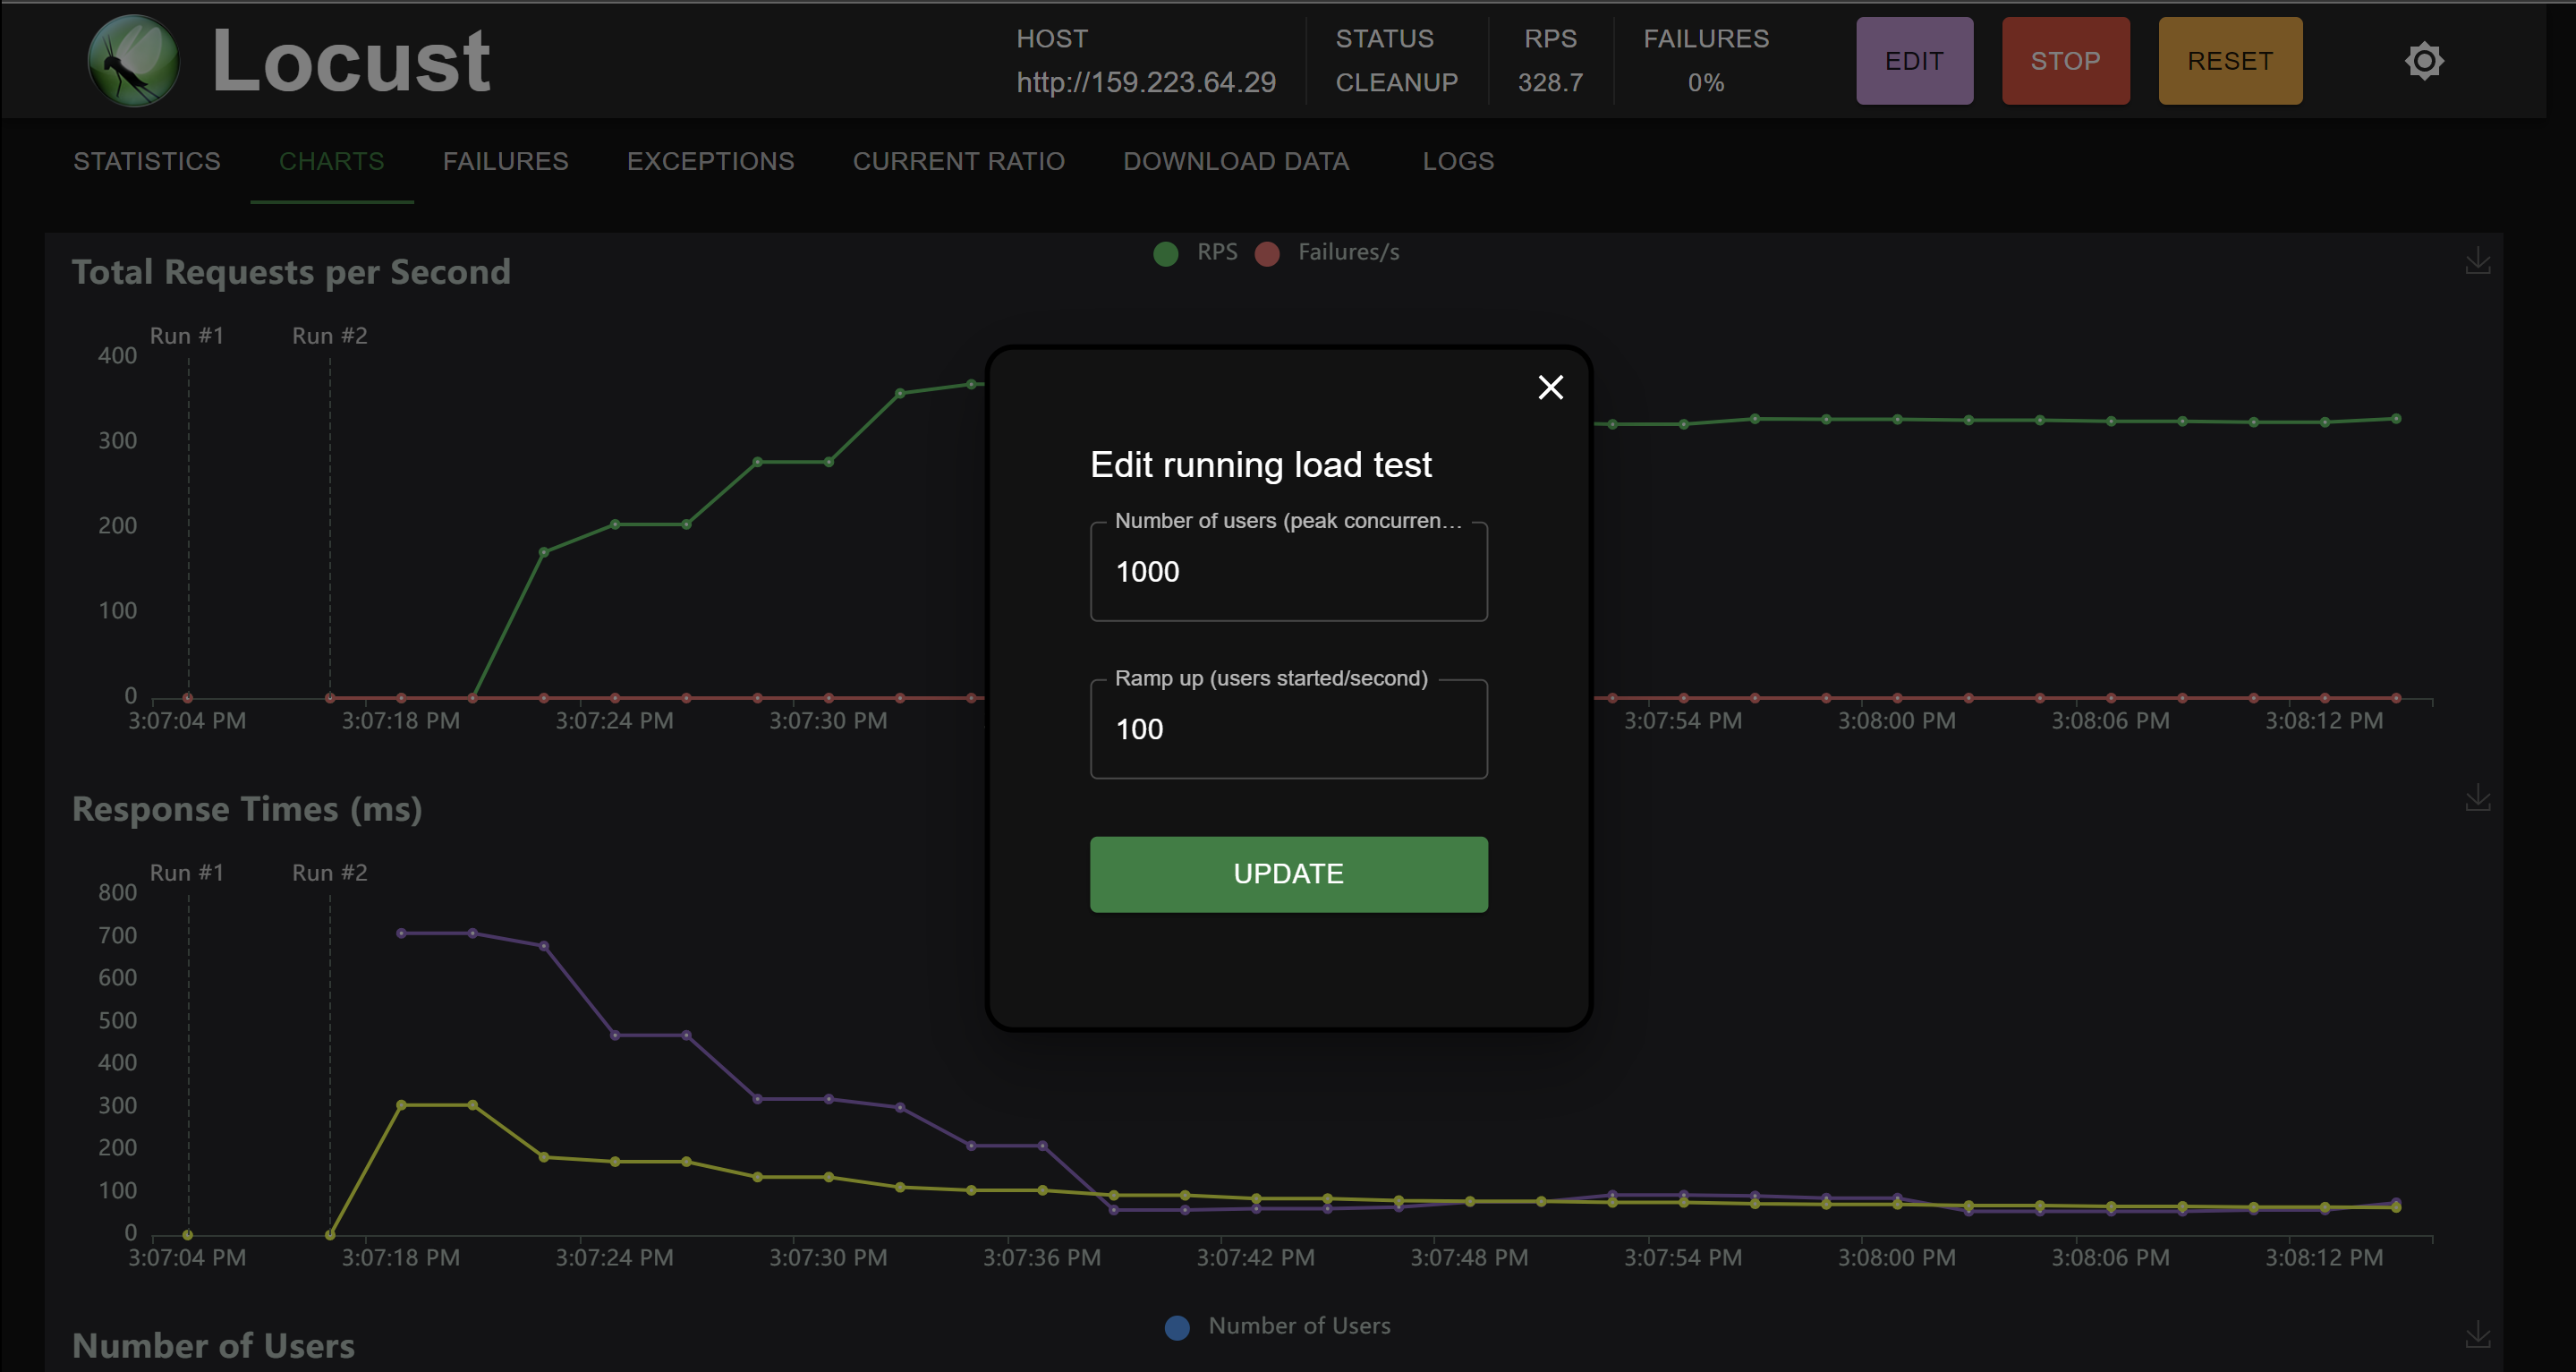 Locust
HOST
http://159.223.64.29
STATUS
CLEANUP
RPS
328.7
FAILURES
0%
EDIT
STOP
RESET
STATISTICS
CHARTS
FAILURES
EXCEPTIONS
CURRENT RATIO
DOWNLOAD DATA
LOGS
Total Requests per Second
RPS
Failures/s
Run #1
Run #2
400
300
200
100
0
3:07:04 PM
3:07:18 PM
3:07:24 PM
3:07:30 PM
3:07:54 PM
3:08:00 PM
3:08:06 PM
3:08:12 PM
Edit running load test
Number of users (peak concurren…
1000
Ramp up (users started/second)
100
UPDATE
Response Times (ms)
Run #1
Run #2
800
700
600
500
400
300
200
100
0
3:07:04 PM
3:07:18 PM
3:07:24 PM
3:07:30 PM
3:07:36 PM
3:07:42 PM
3:07:48 PM
3:07:54 PM
3:08:00 PM
3:08:06 PM
3:08:12 PM
Number of Users
Number of Users